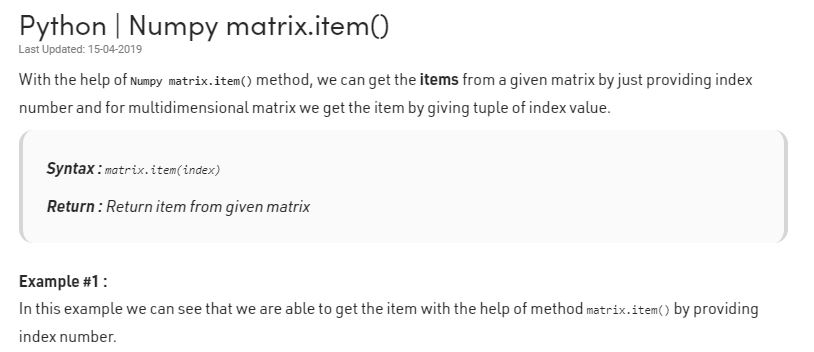 Python | Numpy matrix.item()
Last Updated: 15-04-2019
With the help of Numpy matrix.item() method, we can get the items from a given matrix by just providing index
number and for multidimensional matrix we get the item by giving tuple of index value.
Syntax : matrix.item(index)
Return : Return item from given matrix
Example #1 :
In this example we can see that we are able to get the item with the help of method matrix.item() by providing
index number.